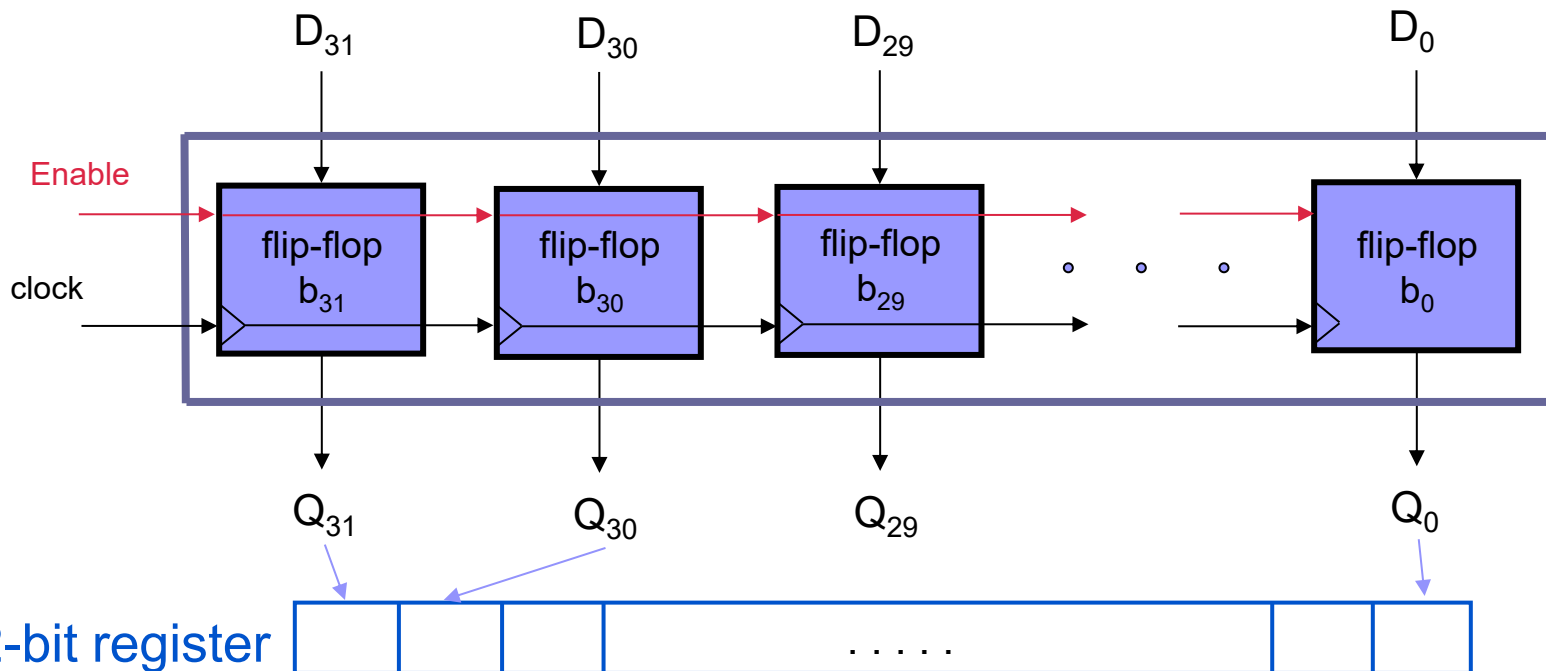 D₃₁ D₃₀ D₂₉ D₀
Enable
flip-flop flip-flop flip-flop flip-flop
b₃₁ b₃₀ b₂₉ . . . b₀
clock
Q₃₁ Q₃₀ Q₂₉ Q₀
-bit register . . . . .